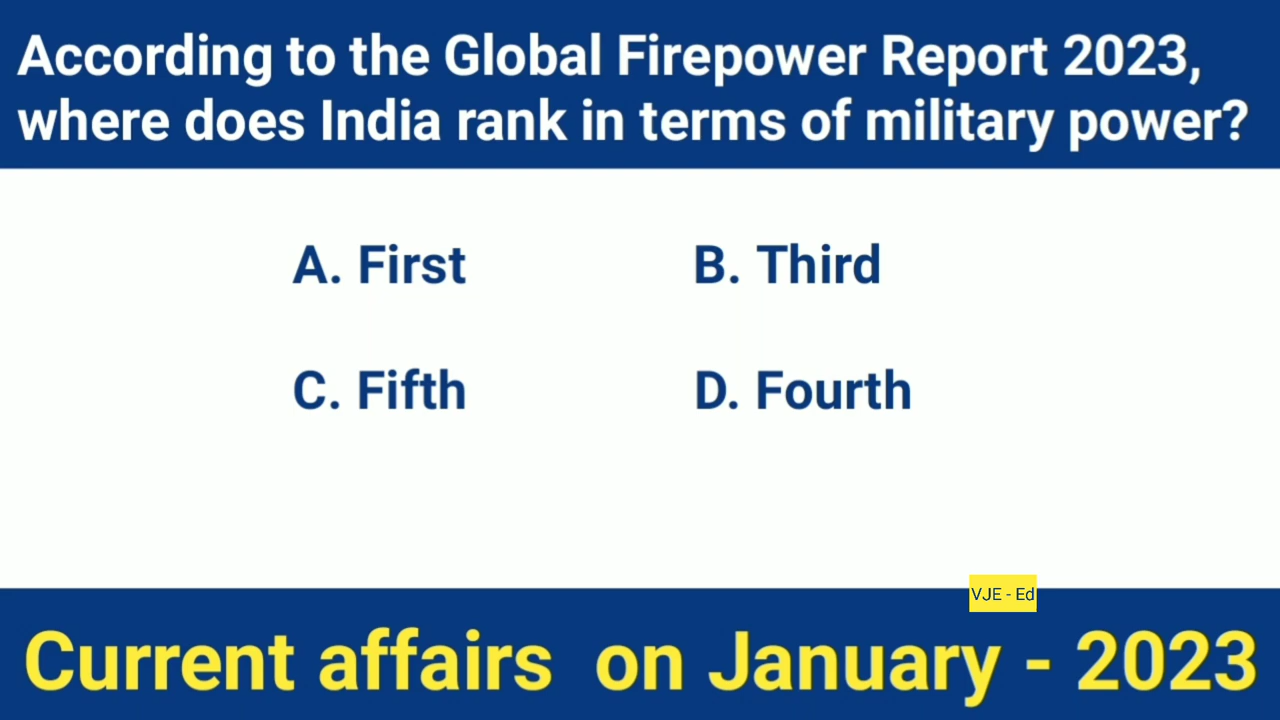 According to the Global Firepower Report 2023,
where does India rank in terms of military power?
A. First
B. Third
C. Fifth
D. Fourth
VJE - Ed
Current affairs on January - 2023